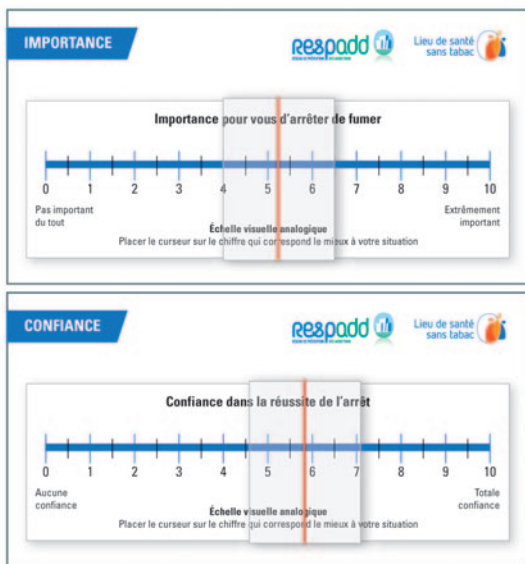 IMPORTANCE
respadd
Lieu de santé
sans tabac
Importance pour vous d'arrêter de fumer
0 1 2 3 4 5 6 7 8 9 10
Pas important
du tout
Extrêmement
important
Échelle visuelle analogique
Placer le curseur sur le chiffre qui correspond le mieux à votre situation
CONFIANCE
respadd
Lieu de santé
sans tabac
Confiance dans la réussite de l'arrêt
0 1 2 3 4 5 6 7 8 9 10
Aucune
confiance
Totale
confiance
Échelle visuelle analogique
Placer le curseur sur le chiffre qui correspond le mieux à votre situation